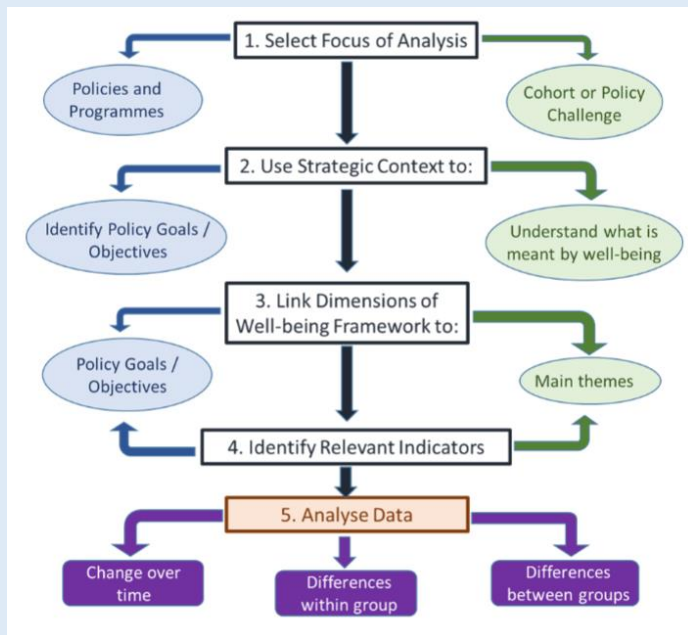 1. Select Focus of Analysis
Policies and
Programmes
Cohort or Policy
Challenge
2. Use Strategic Context to:
Identify Policy Goals /
Objectives
Understand what is
meant by well-being
3. Link Dimensions of
Well-being Framework to:
Policy Goals /
Objectives
Main themes
4. Identify Relevant Indicators
5. Analyse Data
Change over
time
Differences
within group
Differences
between groups